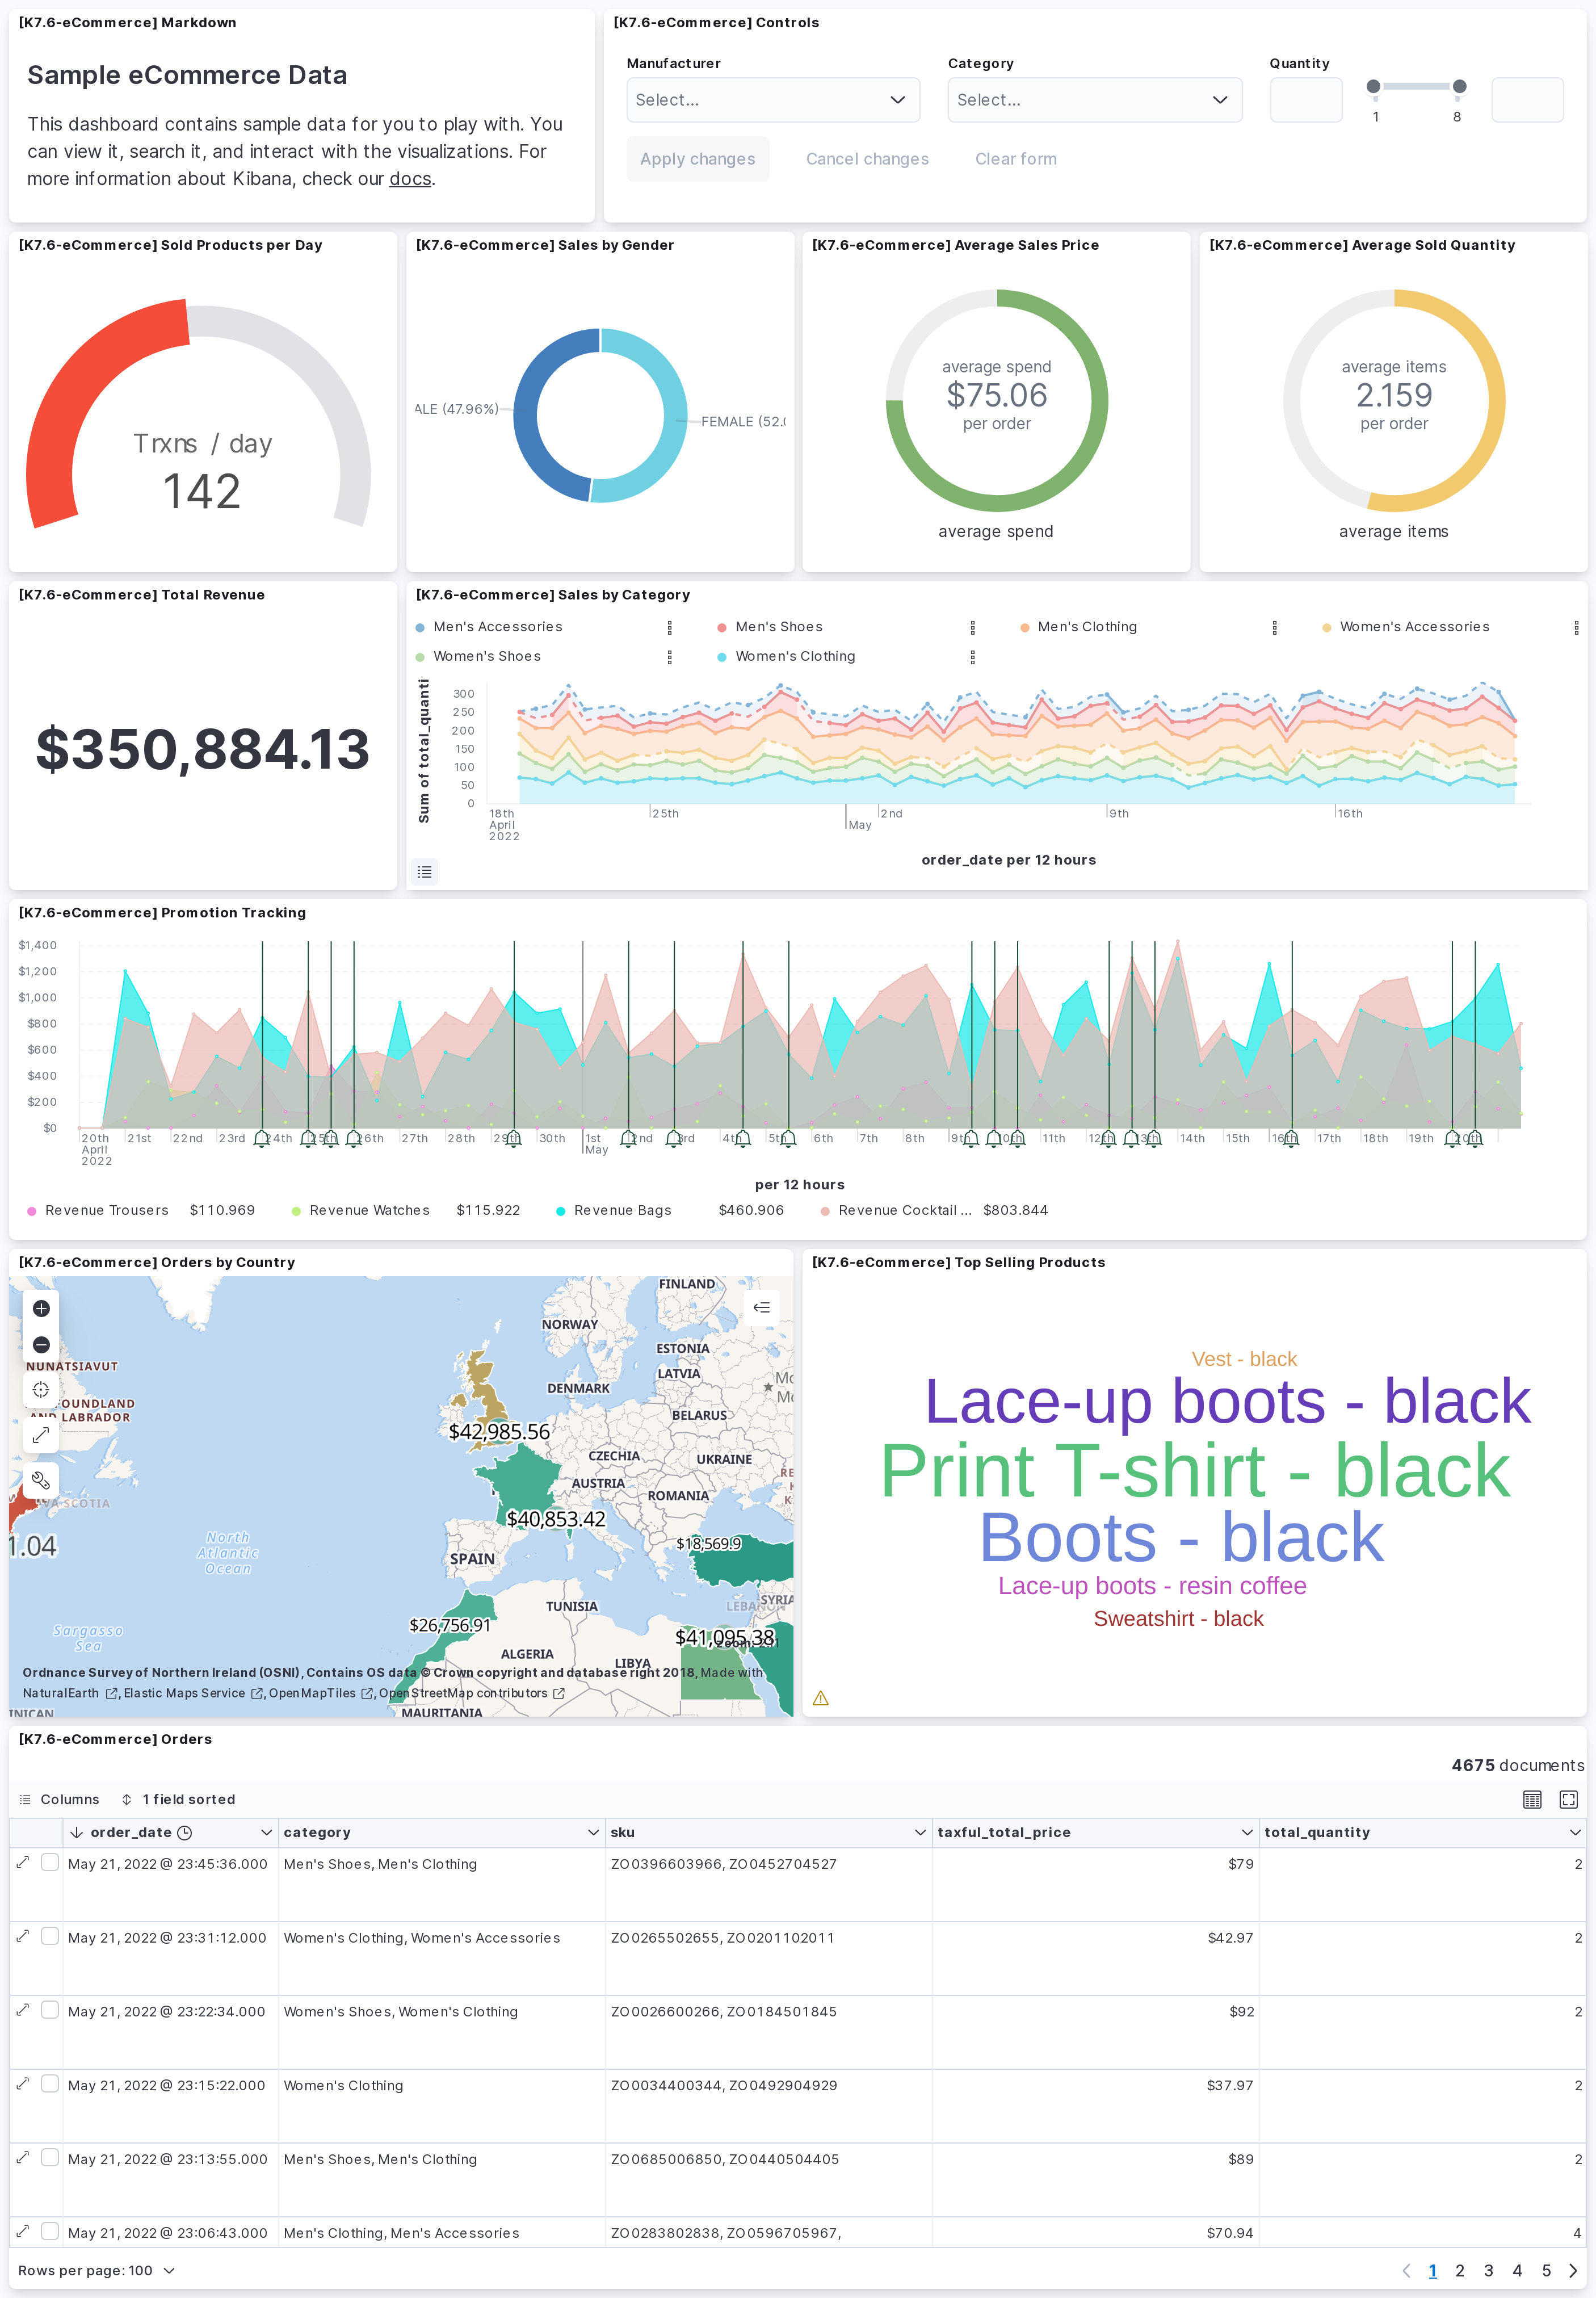 [K7.6-eCommerce] Markdown
Sample eCommerce Data
This dashboard contains sample data for you to play with. You
can view it, search it, and interact with the visualizations. For
more information about Kibana, check our docs.
[K7.6-eCommerce] Controls
Manufacturer
Select...
Category
Select...
Quantity
1
8
Apply changes
Cancel changes
Clear form
[K7.6-eCommerce] Sold Products per Day
Trxns / day
142
[K7.6-eCommerce] Sales by Gender
ALE (47.96%)
FEMALE (52.0
[K7.6-eCommerce] Average Sales Price
average spend
$75.06
per order
average spend
[K7.6-eCommerce] Average Sold Quantity
average items
2.159
per order
average items
[K7.6-eCommerce] Total Revenue
$350,884.13
[K7.6-eCommerce] Sales by Category
Men's Accessories
Men's Shoes
Men's Clothing
Women's Accessories
Women's Shoes
Women's Clothing
Sum of total_quanti
300
250
200
150
100
50
0
18th
April
2022
25th
May
2nd
9th
16th
order_date per 12 hours
[K7.6-eCommerce] Promotion Tracking
$1,400
$1,200
$1,000
$800
$600
$400
$200
$0
20th
April
2022
21st
22nd
23rd
24th
25th
26th
27th
28th
29th
30th
1st
May
2nd
3rd
4th
5th
6th
7th
8th
9th
10th
11th
12th
13th
14th
15th
16th
17th
18th
19th
20th
per 12 hours
Revenue Trousers $110.969
Revenue Watches $115.922
Revenue Bags $460.906
Revenue Cocktail ... $803.844
[K7.6-eCommerce] Orders by Country
FINLAND
NORWAY
ESTONIA
LATVIA
DENMARK
BELARUS
CZECHIA
UKRAINE
AUSTRIA
ROMANIA
SPAIN
TUNISIA
SYRIA
ALGERIA
LIBYA
MAURITANIA
NUNATSIAVUT
OUNDLAND
AND LABRADOR
A SCOTIA
North
Atlantic
Ocean
Sargasso
Sea
INICAN
$42,985.56
$40,853.42
$18,569.9
$26,756.91
$41,095.38
1.04
Ordnance Survey of Northern Ireland (OSNI), Contains OS data © Crown copyright and database right 2018, Made with
NaturalEarth , Elastic Maps Service , OpenMapTiles , OpenStreetMap contributors
[K7.6-eCommerce] Top Selling Products
Vest - black
Lace-up boots - black
Print T-shirt - black
Boots - black
Lace-up boots - resin coffee
Sweatshirt - black
[K7.6-eCommerce] Orders
4675 documents
Columns
1 field sorted
order_date category sku taxful_total_price total_quantity
May 21, 2022 @ 23:45:36.000 Men's Shoes, Men's Clothing ZO0396603966, ZO0452704527 $79 2
May 21, 2022 @ 23:31:12.000 Women's Clothing, Women's Accessories ZO0265502655, ZO0201102011 $42.97 2
May 21, 2022 @ 23:22:34.000 Women's Shoes, Women's Clothing ZO0026600266, ZO0184501845 $92 2
May 21, 2022 @ 23:15:22.000 Women's Clothing ZO0034400344, ZO0492904929 $37.97 2
May 21, 2022 @ 23:13:55.000 Men's Shoes, Men's Clothing ZO0685006850, ZO0440504405 $89 2
May 21, 2022 @ 23:06:43.000 Men's Clothing, Men's Accessories ZO0283802838, ZO0596705967, $70.94 4
Rows per page: 100
1 2 3 4 5